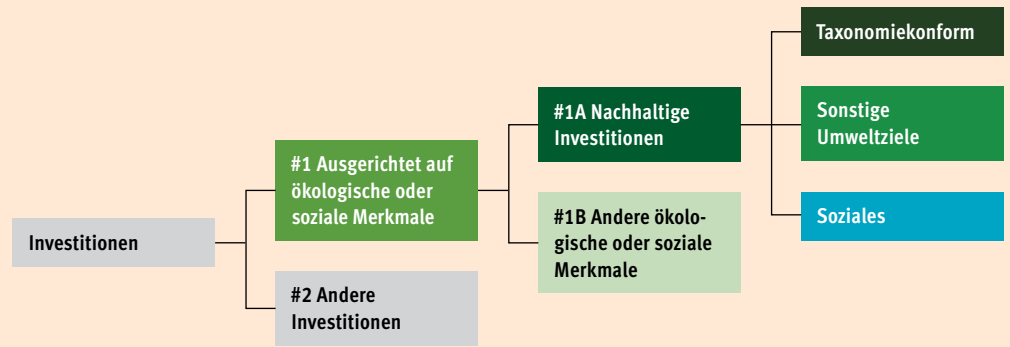 Investitionen
#1 Ausgerichtet auf
ökologische oder
soziale Merkmale
#2 Andere
Investitionen
#1A Nachhaltige
Investitionen
#1B Andere ökolo-
gische oder soziale
Merkmale
Taxonomiekonform
Sonstige
Umweltziele
Soziales